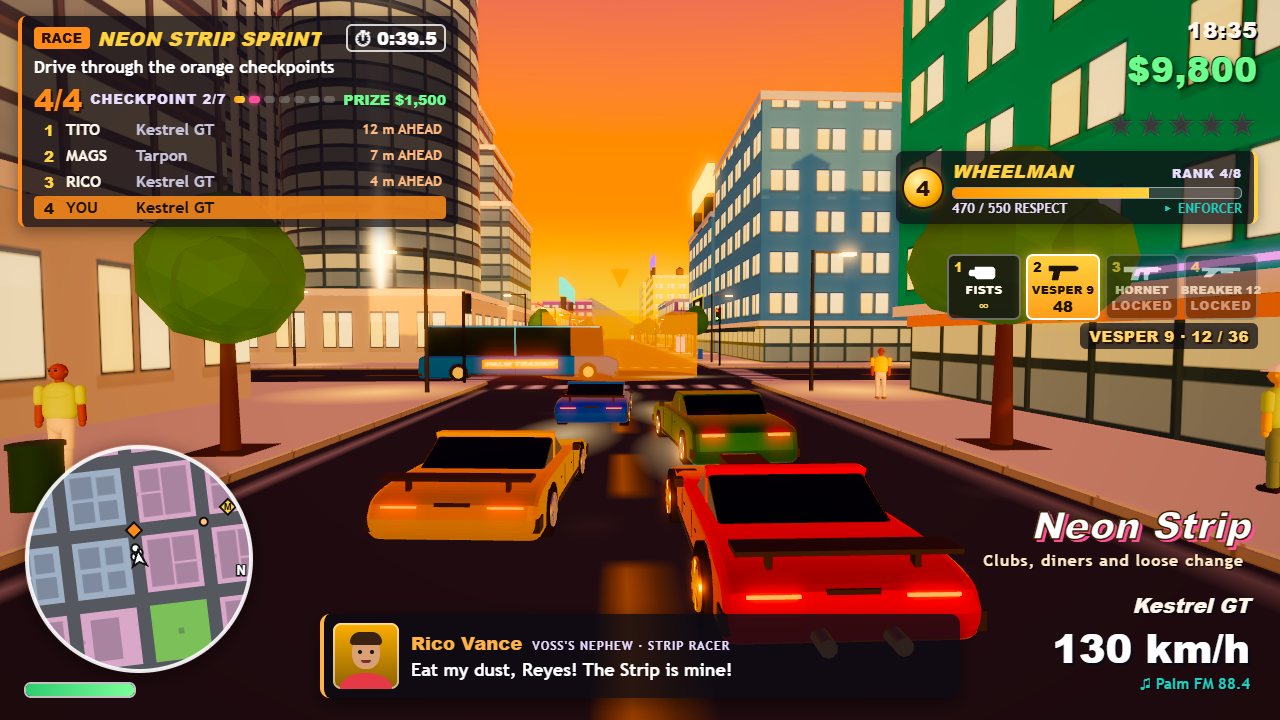 RACE NEON STRIP SPRINT 0:39.5
Drive through the orange checkpoints
4/4 CHECKPOINT 2/7 PRIZE $1,500
1 TITO Kestrel GT 12 m AHEAD
2 MAGS Tarpon 7 m AHEAD
3 RICO Kestrel GT 4 m AHEAD
4 YOU Kestrel GT
18:35
$9,800
4 WHEELMAN RANK 4/8
470 / 550 RESPECT ▸ ENFORCER
1 FISTS ∞
2 VESPER 9 48
3 HORNET LOCKED
4 BREAKER 12 LOCKED
VESPER 9 · 12 / 36
PALM TRANSIT
M
N
Neon Strip
Clubs, diners and loose change
Kestrel GT
130 km/h
♫ Palm FM 88.4
Rico Vance VOSS'S NEPHEW · STRIP RACER
Eat my dust, Reyes! The Strip is mine!